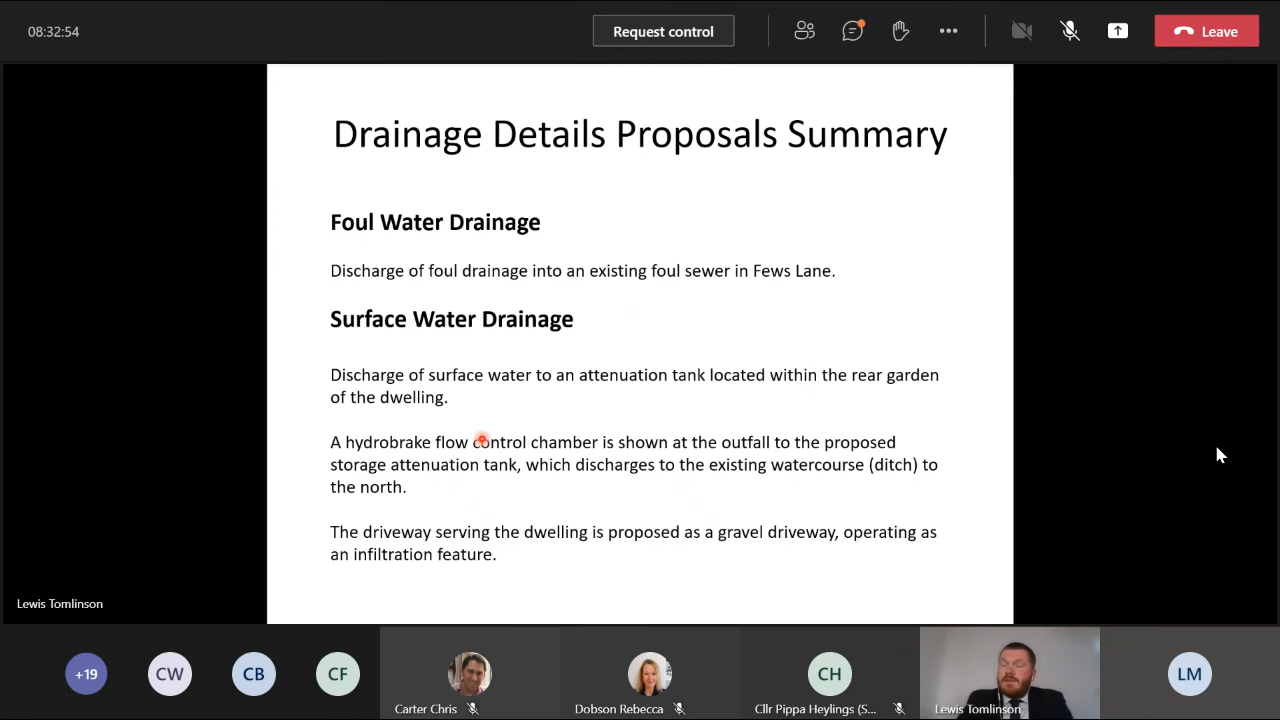 08:32:54
Request control
Leave
Drainage Details Proposals Summary
Foul Water Drainage
Discharge of foul drainage into an existing foul sewer in Fews Lane.
Surface Water Drainage
Discharge of surface water to an attenuation tank located within the rear garden
of the dwelling.
A hydrobrake flow control chamber is shown at the outfall to the proposed
storage attenuation tank, which discharges to the existing watercourse (ditch) to
the north.
The driveway serving the dwelling is proposed as a gravel driveway, operating as
an infiltration feature.
Lewis Tomlinson
+19
CW
CB
CF
CH
LM
Carter Chris
Dobson Rebecca
Cllr Pippa Heylings (S...
Lewis Tomlinson